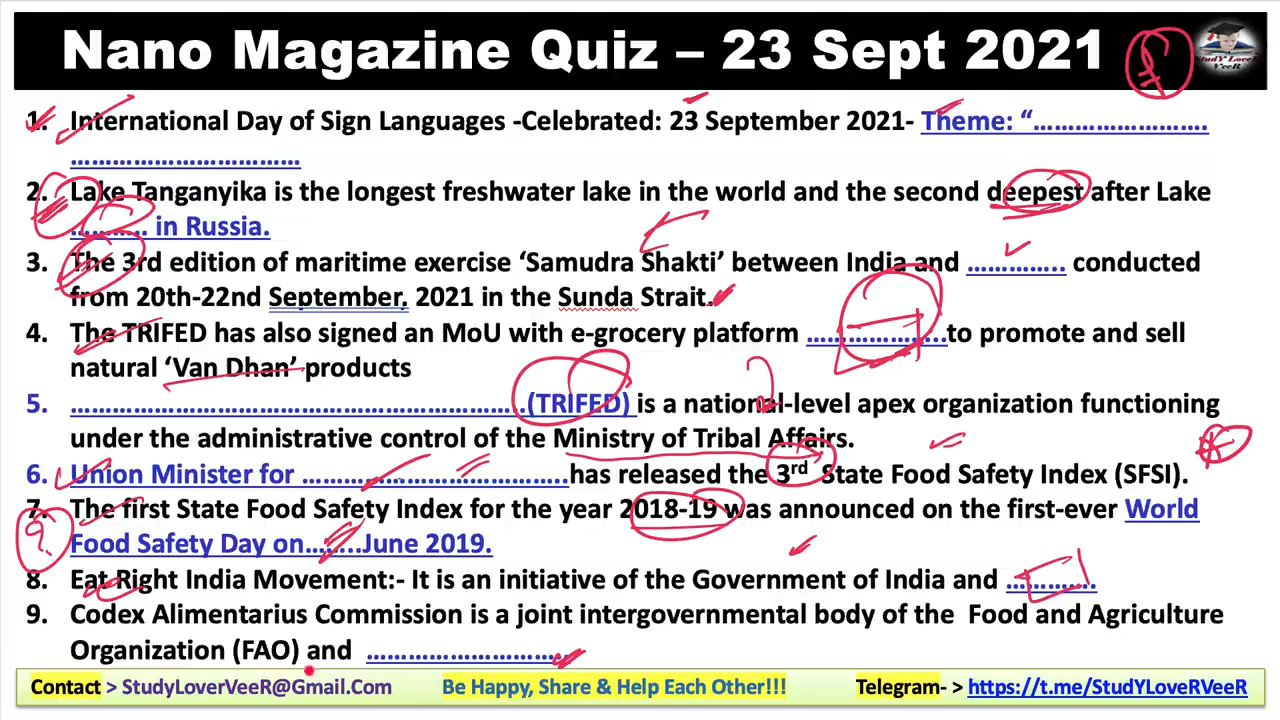 Nano Magazine Quiz – 23 Sept 2021
StudY LoveR
VeeR
1. International Day of Sign Languages -Celebrated: 23 September 2021- Theme: “…………………….
………………………………
2. Lake Tanganyika is the longest freshwater lake in the world and the second deepest after Lake
……….. in Russia.
3. The 3rd edition of maritime exercise ‘Samudra Shakti’ between India and ………….. conducted
from 20th-22nd September, 2021 in the Sunda Strait.
4. The TRIFED has also signed an MoU with e-grocery platform ………………..to promote and sell
natural ‘Van Dhan’ products
5. …………………………………………………….(TRIFED) is a national-level apex organization functioning
under the administrative control of the Ministry of Tribal Affairs.
6. Union Minister for ……………………………..has released the 3rd State Food Safety Index (SFSI).
7. The first State Food Safety Index for the year 2018-19 was announced on the first-ever World
Food Safety Day on……..June 2019.
8. Eat Right India Movement:- It is an initiative of the Government of India and ………….
9. Codex Alimentarius Commission is a joint intergovernmental body of the Food and Agriculture
Organization (FAO) and …………………………
Contact > StudyLoverVeeR@Gmail.Com Be Happy, Share & Help Each Other!!! Telegram- > https://t.me/StudYLoveRVeeR